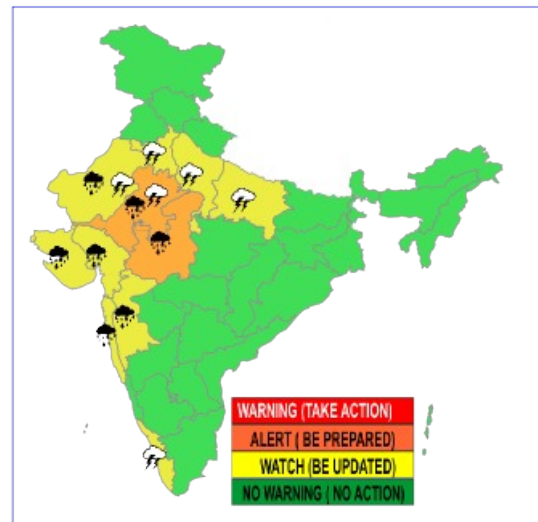 WARNING (TAKE ACTION)
ALERT ( BE PREPARED)
WATCH (BE UPDATED)
NO WARNING ( NO ACTION)